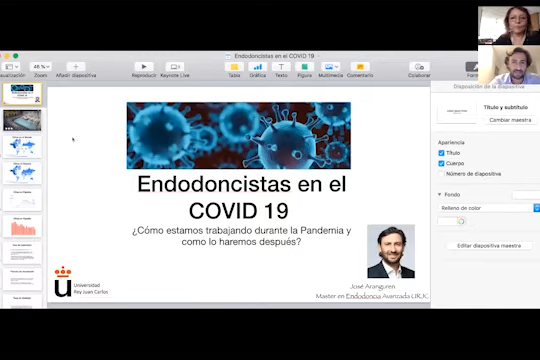 Endodoncistas en el COVID 19
Visualización
46 %
Zoom
Añadir diapositiva
Reproducir
Keynote Live
Tabla
Gráfica
Texto
Figura
Multimedia
Comentario
Colaborar
Disposición de la diapositiva
Título y subtítulo
Cambiar maestra
Apariencia
Título
Cuerpo
Número de diapositiva
Fondo
Relleno de color
Editar diapositiva maestra
Endodoncistas en el
COVID 19
¿Cómo estamos trabajando durante la Pandemia y
como lo haremos después?
Universidad
Rey Juan Carlos
José Aranguren
Master en Endodoncia Avanzada URJC